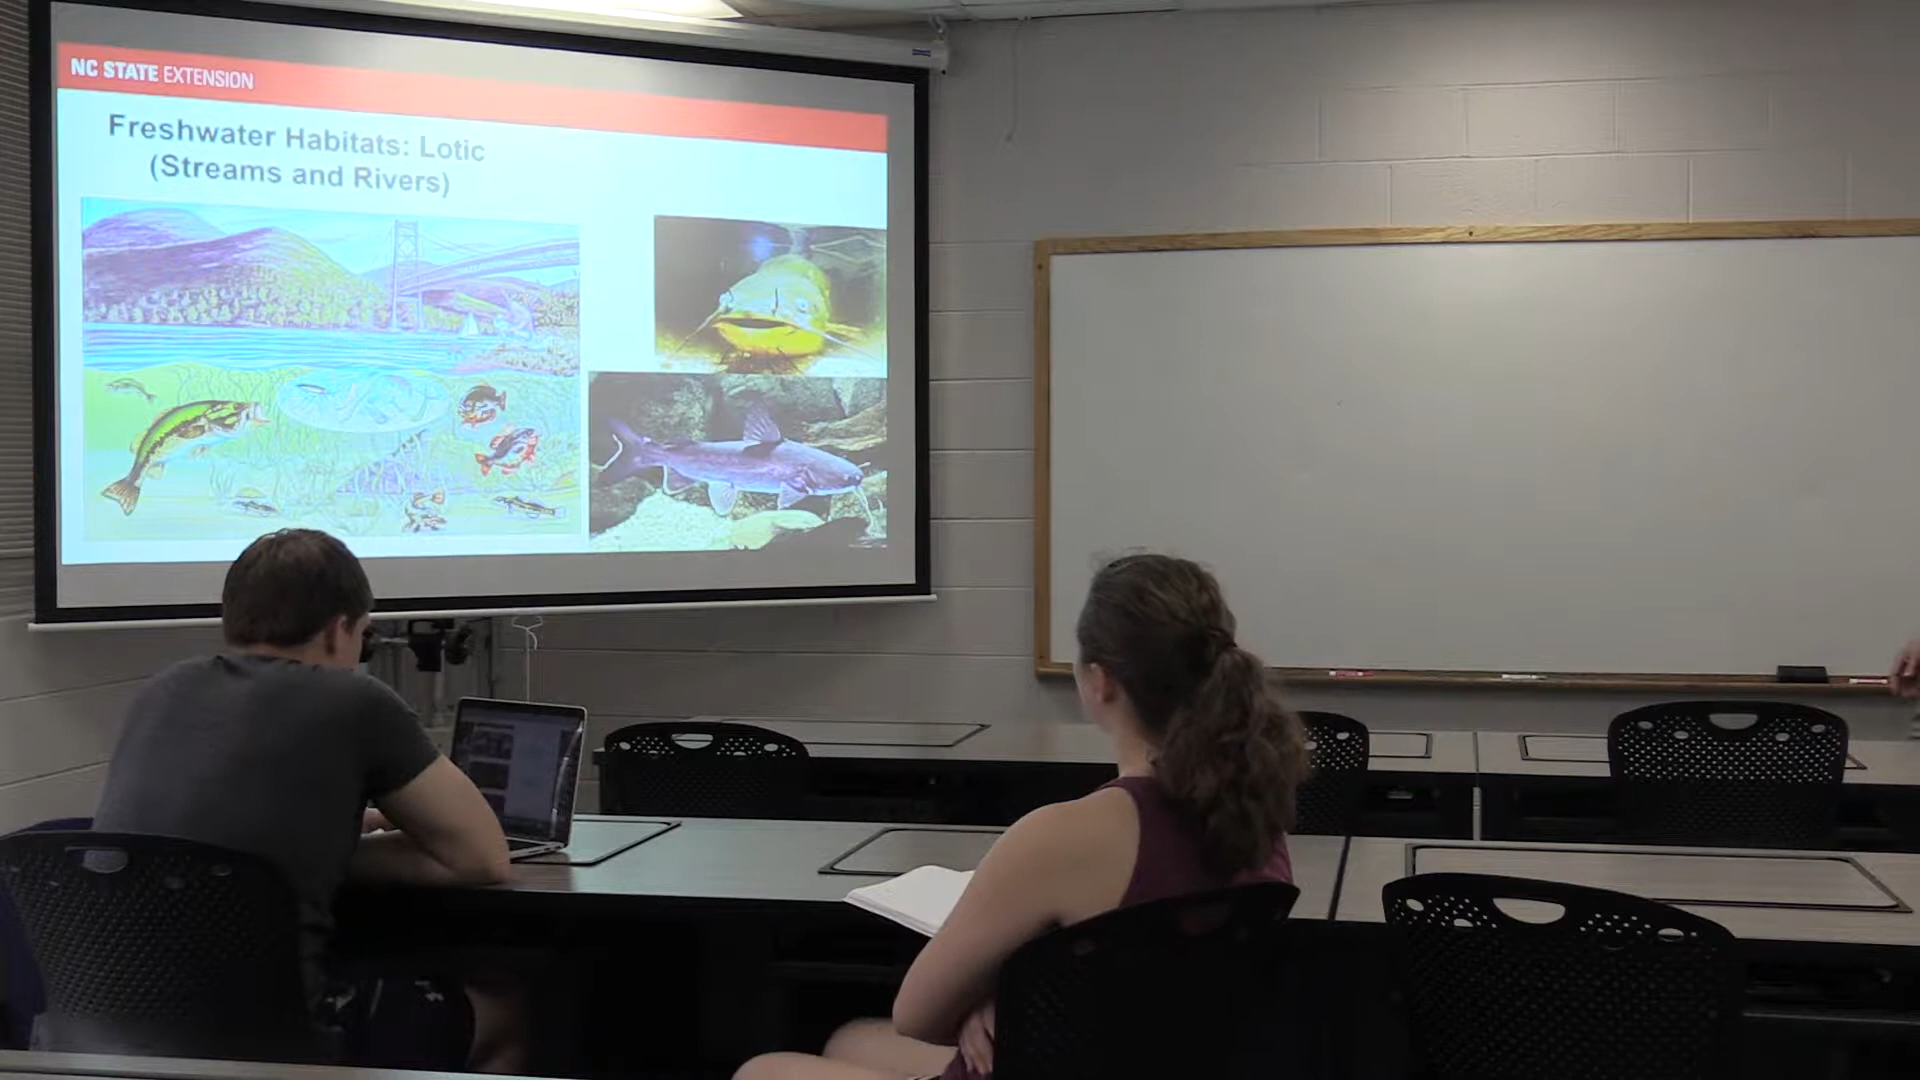 NC STATE EXTENSION
Freshwater Habitats: Lotic
(Streams and Rivers)